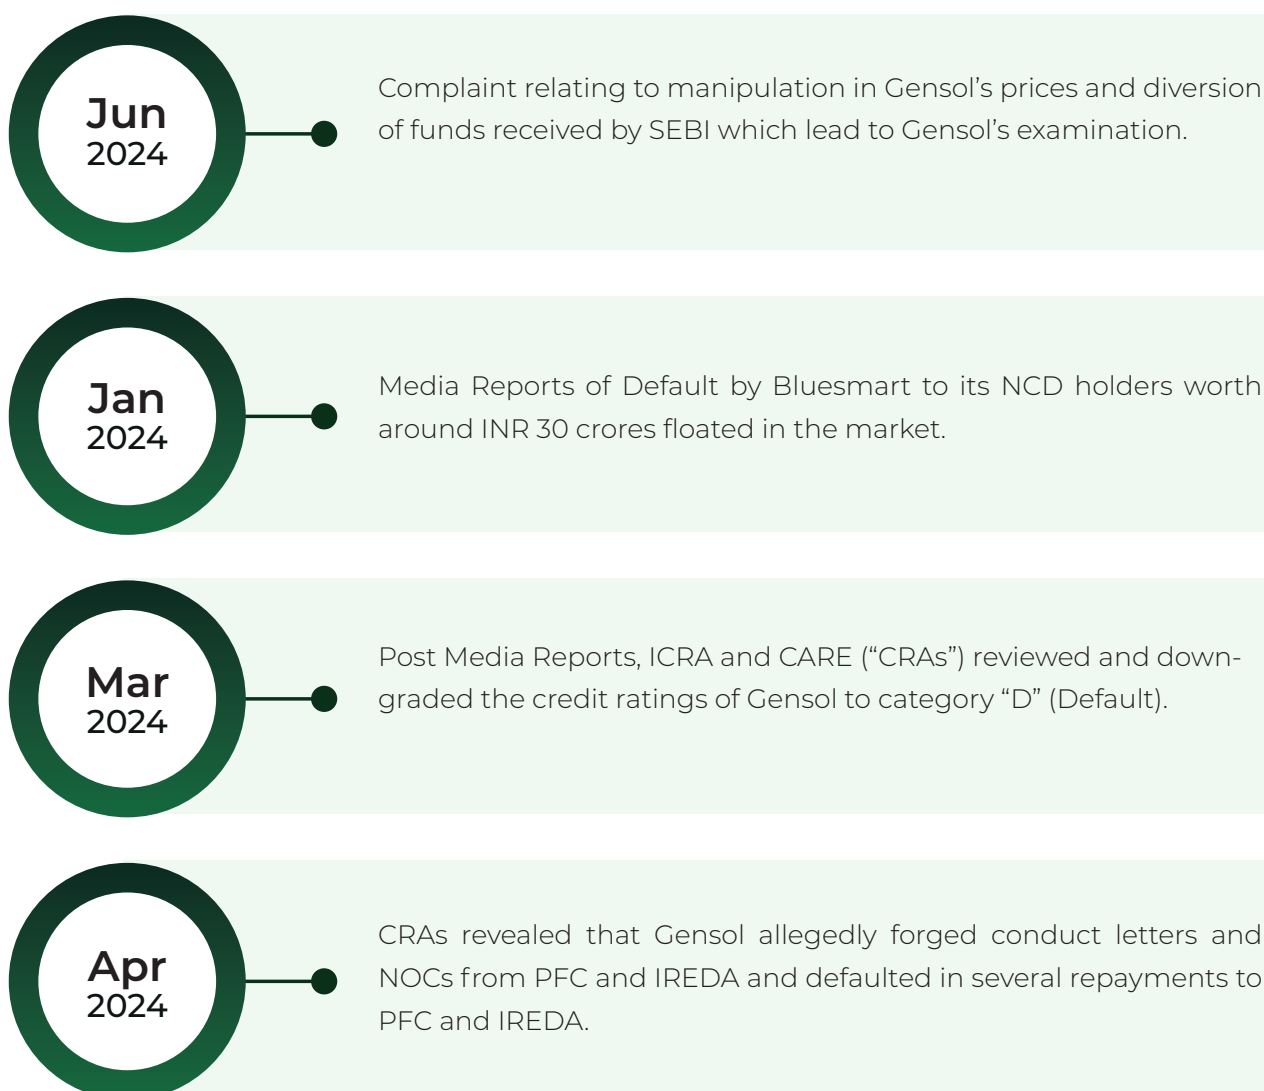 Jun
2024
Complaint relating to manipulation in Gensol’s prices and diversion
of funds received by SEBI which lead to Gensol’s examination.
Jan
2024
Media Reports of Default by Bluesmart to its NCD holders worth
around INR 30 crores floated in the market.
Mar
2024
Post Media Reports, ICRA and CARE (“CRAs”) reviewed and down-
graded the credit ratings of Gensol to category “D” (Default).
Apr
2024
CRAs revealed that Gensol allegedly forged conduct letters and
NOCs from PFC and IREDA and defaulted in several repayments to
PFC and IREDA.